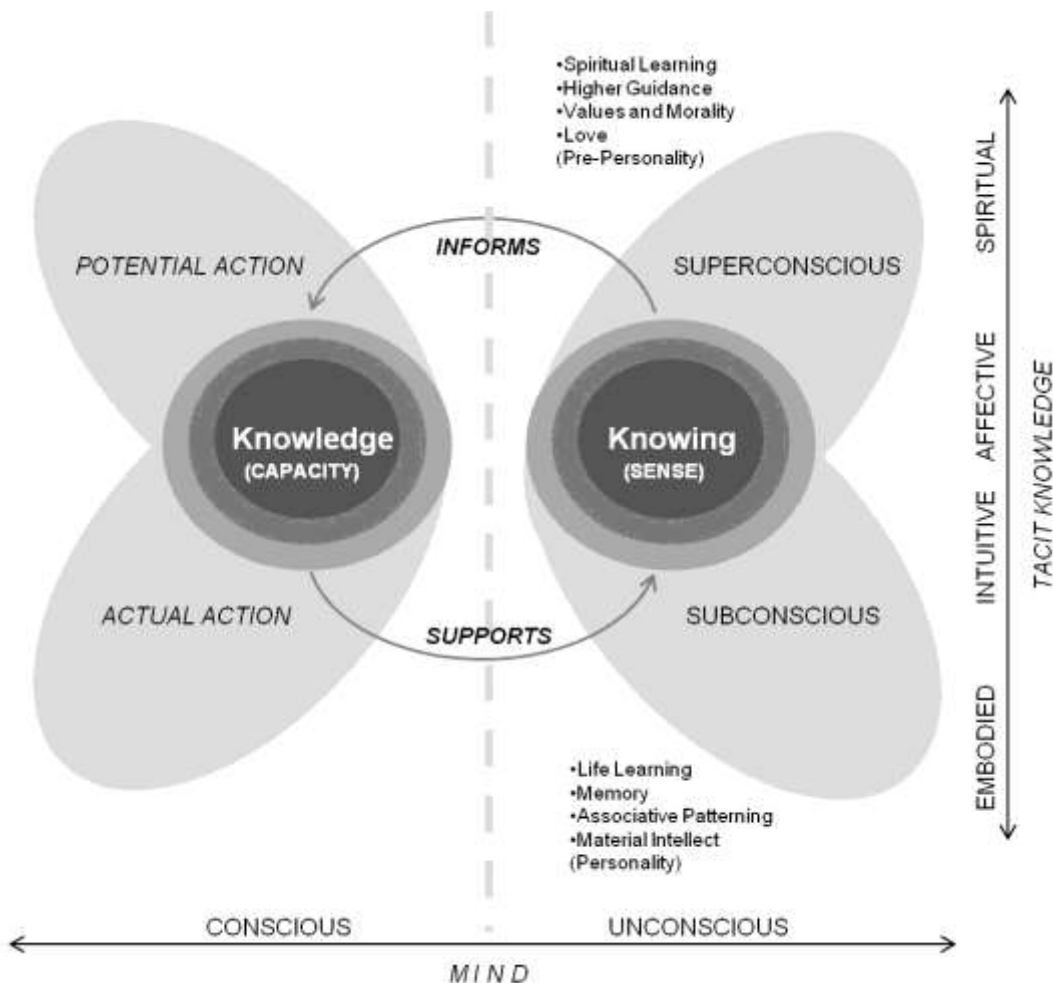 •Spiritual Learning
•Higher Guidance
•Values and Morality
•Love
(Pre-Personality)
INFORMS
POTENTIAL ACTION
SUPERCONSCIOUS
Knowledge
(CAPACITY)
Knowing
(SENSE)
ACTUAL ACTION
SUBCONSCIOUS
SUPPORTS
•Life Learning
•Memory
•Associative Patterning
•Material Intellect
(Personality)
SPIRITUAL
AFFECTIVE
INTUITIVE
EMBODIED
TACIT KNOWLEDGE
CONSCIOUS
UNCONSCIOUS
MIND